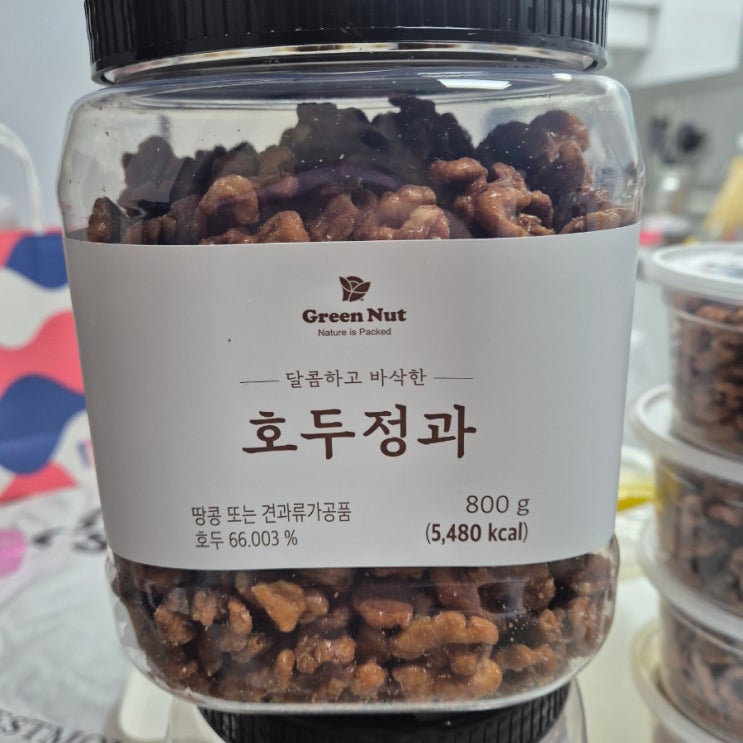 Green Nut
Nature is Packed
달콤하고 바삭한
호두정과
땅콩 또는 견과류가공품
호두 66.003 %
800 g
(5,480 kcal)